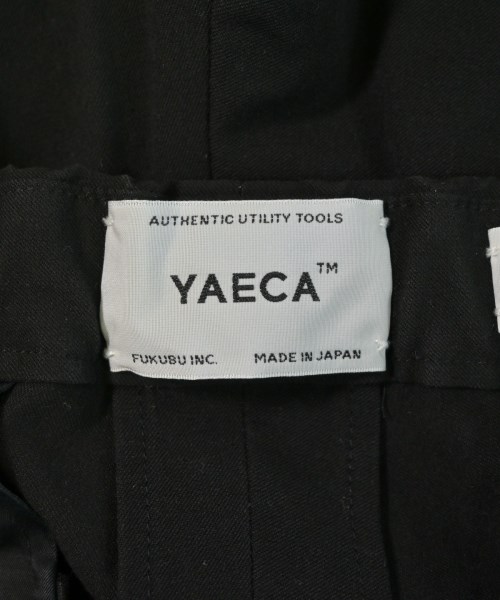 AUTHENTIC UTILITY TOOLS
YAECA™
FUKUBU INC. MADE IN JAPAN